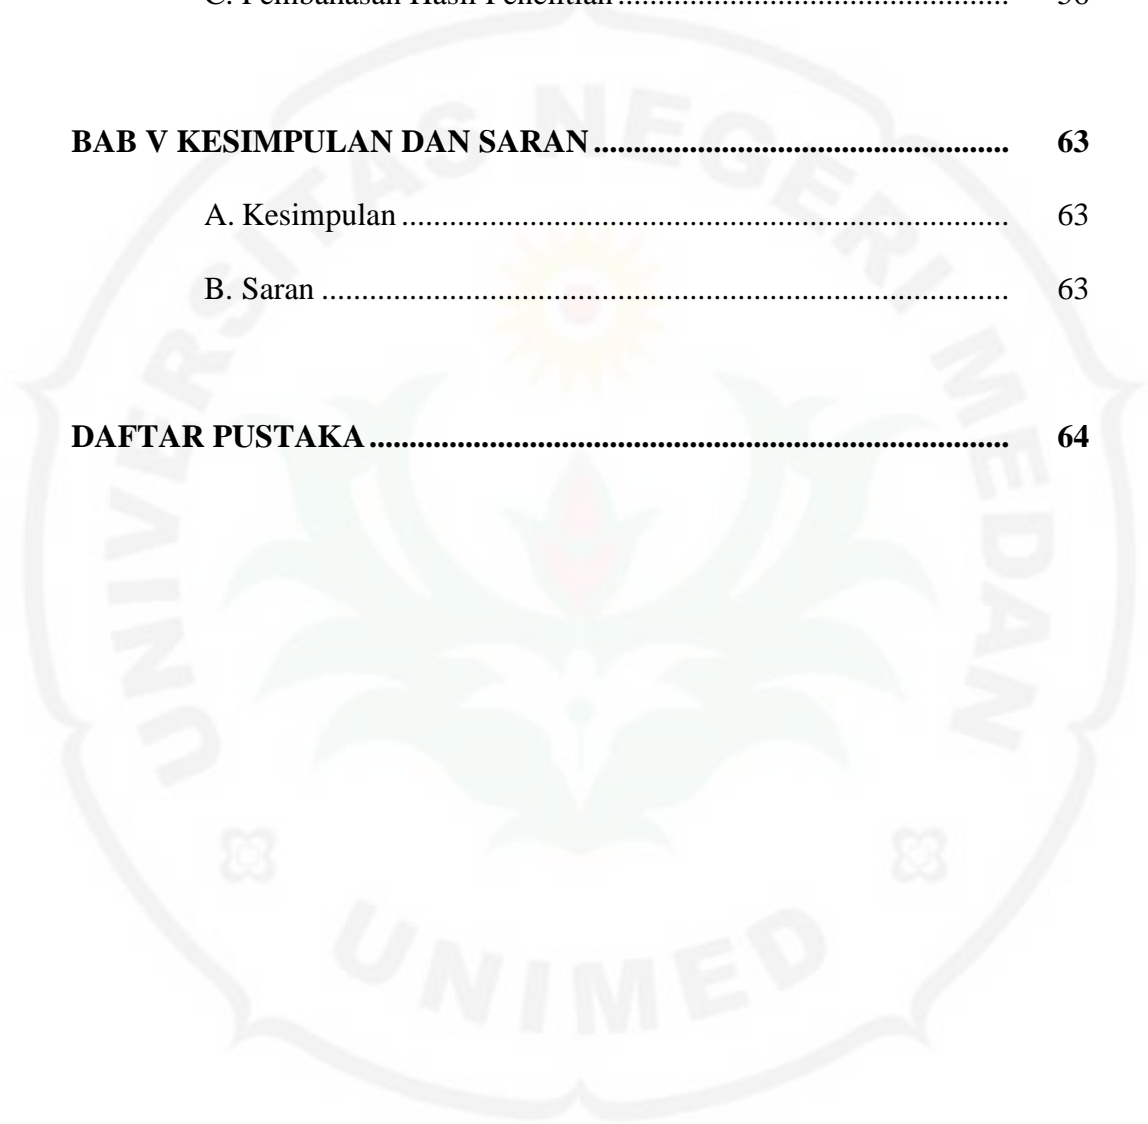 BAB V KESIMPULAN DAN SARAN ................................................... 63
A. Kesimpulan ........................................................................... 63
B. Saran ..................................................................................... 63
DAFTAR PUSTAKA ............................................................................... 64
UNIVERSITAS NEGERI MEDAN
UNIMED